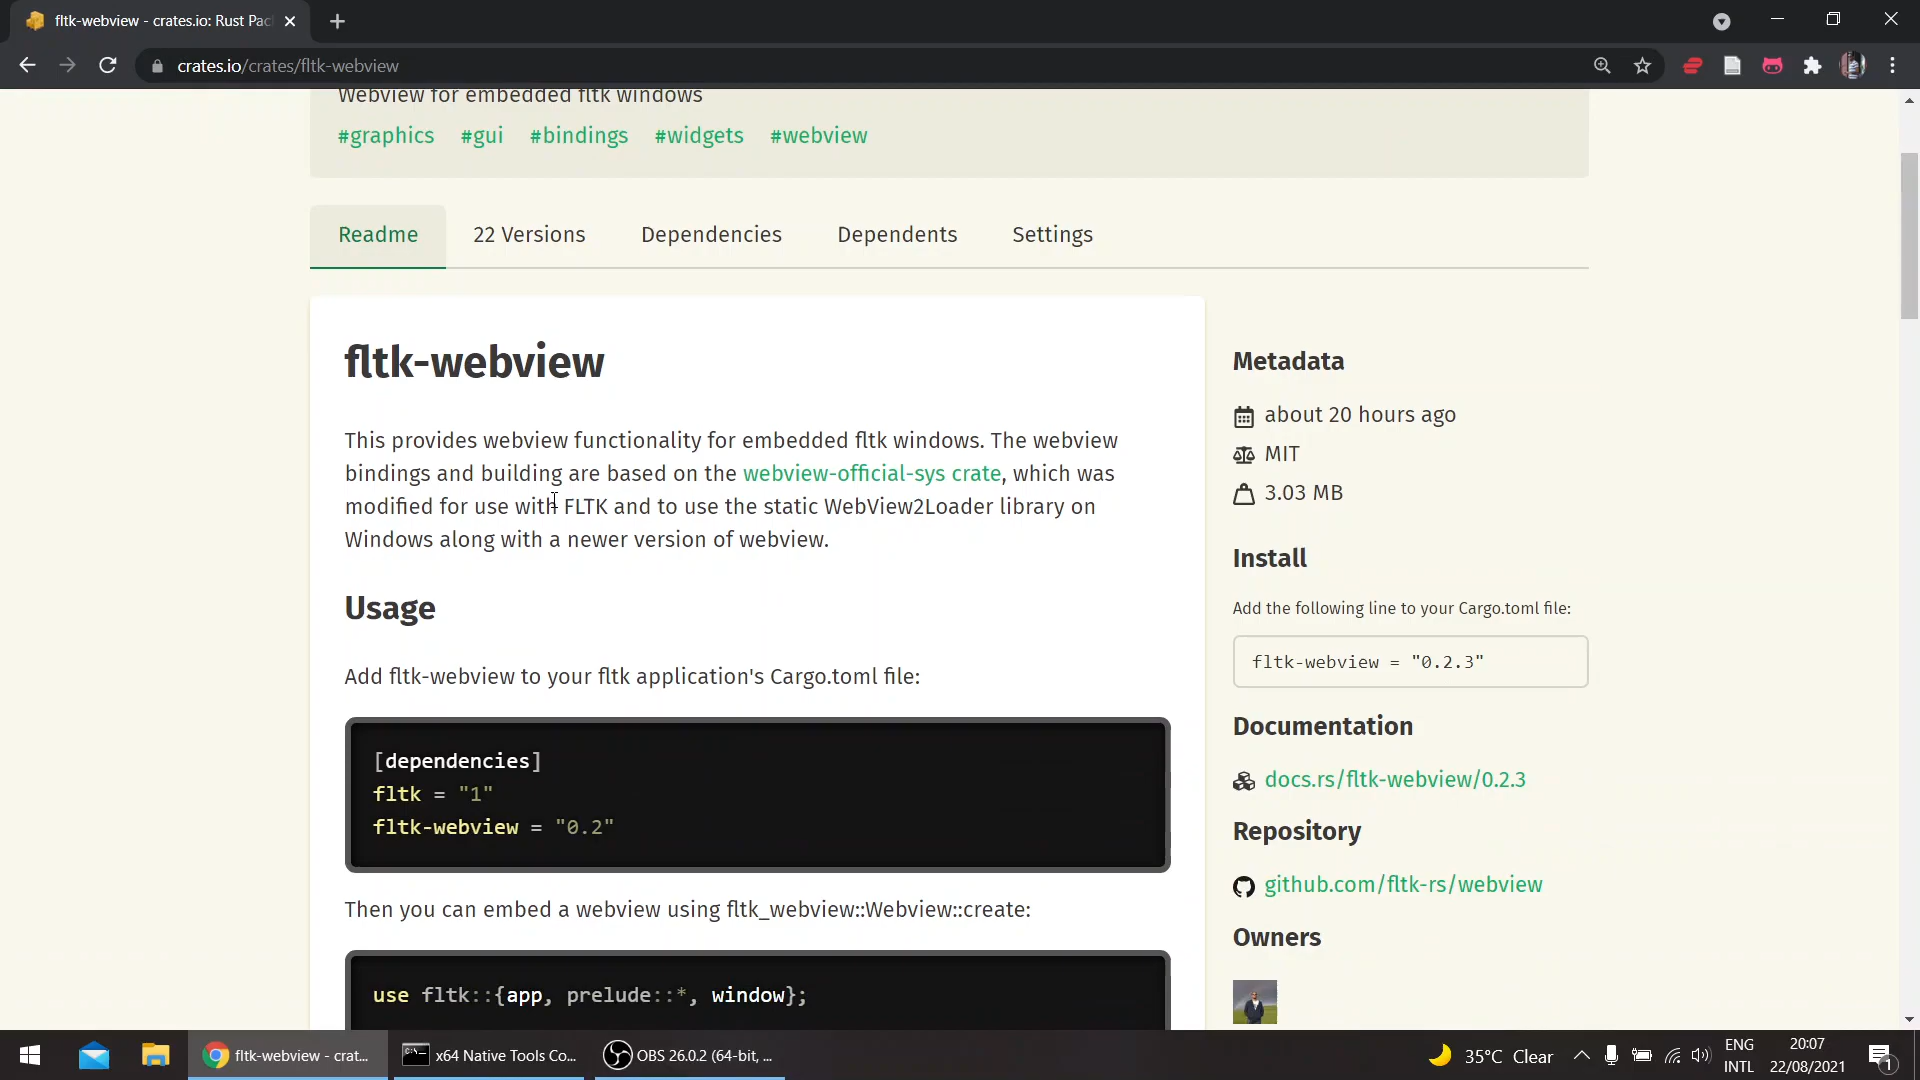 fltk-webview - crates.io: Rust Pac
crates.io/crates/fltk-webview
Webview for embedded fltk windows
#graphics #gui #bindings #widgets #webview
Readme 22 Versions Dependencies Dependents Settings
fltk-webview
This provides webview functionality for embedded fltk windows. The webview
bindings and building are based on the webview-official-sys crate, which was
modified for use with FLTK and to use the static WebView2Loader library on
Windows along with a newer version of webview.
Usage
Add fltk-webview to your fltk application's Cargo.toml file:
[dependencies]
fltk = "1"
fltk-webview = "0.2"
Then you can embed a webview using fltk_webview::Webview::create:
use fltk::{app, prelude::*, window};
Metadata
about 20 hours ago
MIT
3.03 MB
Install
Add the following line to your Cargo.toml file:
fltk-webview = "0.2.3"
Documentation
docs.rs/fltk-webview/0.2.3
Repository
github.com/fltk-rs/webview
Owners
fltk-webview - crat...
x64 Native Tools Co...
OBS 26.0.2 (64-bit, ...
35°C Clear
ENG
INTL
20:07
22/08/2021
1